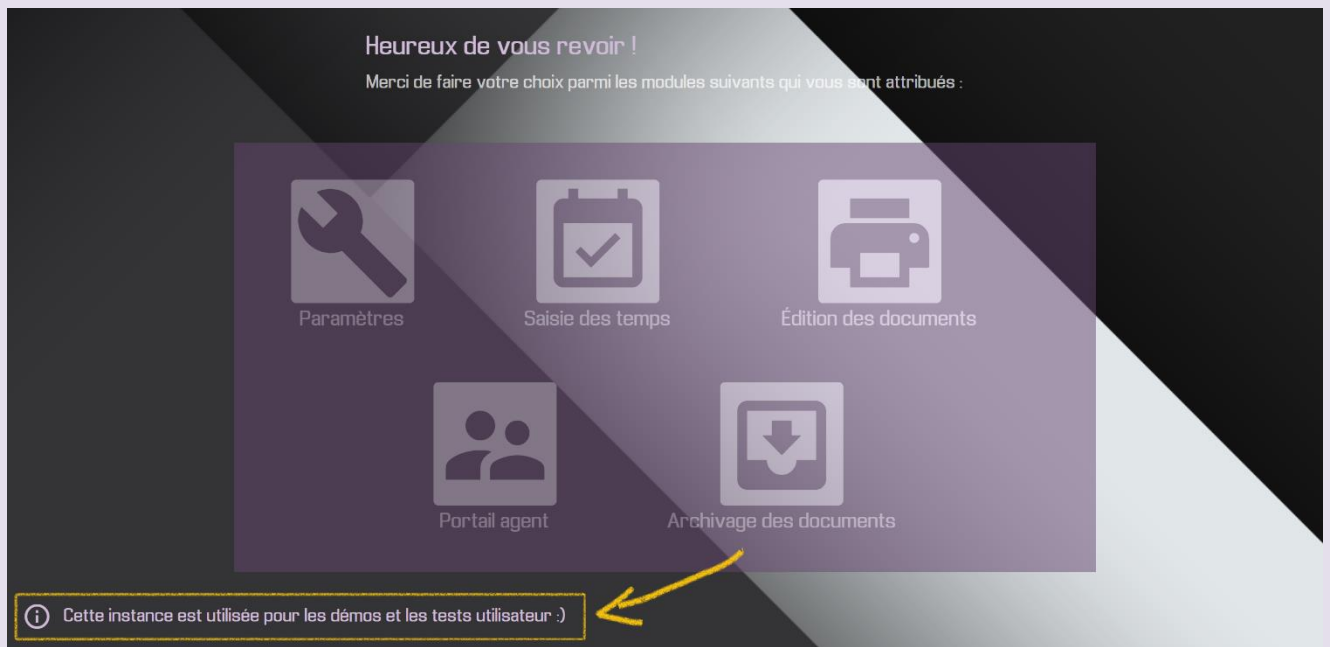 Heureux de vous revoir !
Merci de faire votre choix parmi les modules suivants qui vous sont attribués :
Paramètres
Saisie des temps
Édition des documents
Portail agent
Archivage des documents
Cette instance est utilisée pour les démos et les tests utilisateur :)